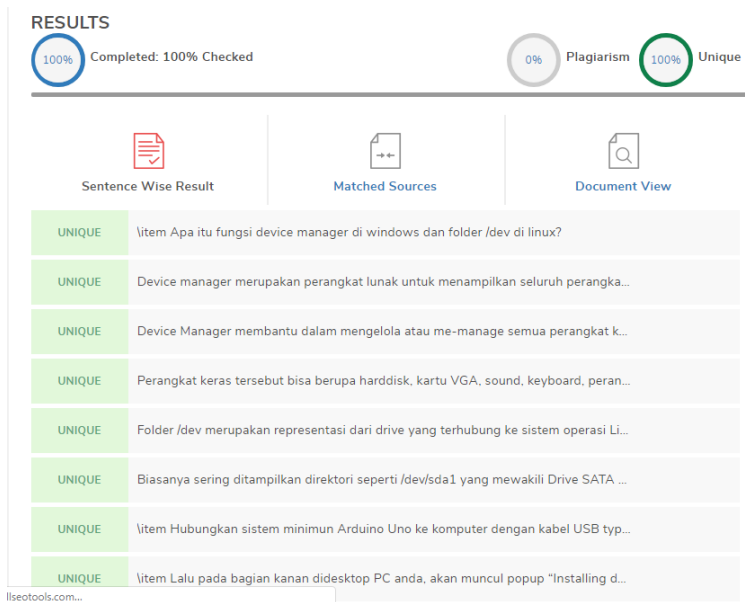 RESULTS
100% Completed: 100% Checked 0% Plagiarism 100% Unique
Sentence Wise Result Matched Sources Document View
UNIQUE \item Apa itu fungsi device manager di windows dan folder /dev di linux?
UNIQUE Device manager merupakan perangkat lunak untuk menampilkan seluruh perangka...
UNIQUE Device Manager membantu dalam mengelola atau me-manage semua perangkat k...
UNIQUE Perangkat keras tersebut bisa berupa harddisk, kartu VGA, sound, keyboard, peran...
UNIQUE Folder /dev merupakan representasi dari drive yang terhubung ke sistem operasi Li...
UNIQUE Biasanya sering ditampilkan direktori seperti /dev/sda1 yang mewakili Drive SATA ...
UNIQUE \item Hubungkan sistem minimun Arduino Uno ke komputer dengan kabel USB typ...
UNIQUE \item Lalu pada bagian kanan didesktop PC anda, akan muncul popup “Installing d...
llseotools.com...